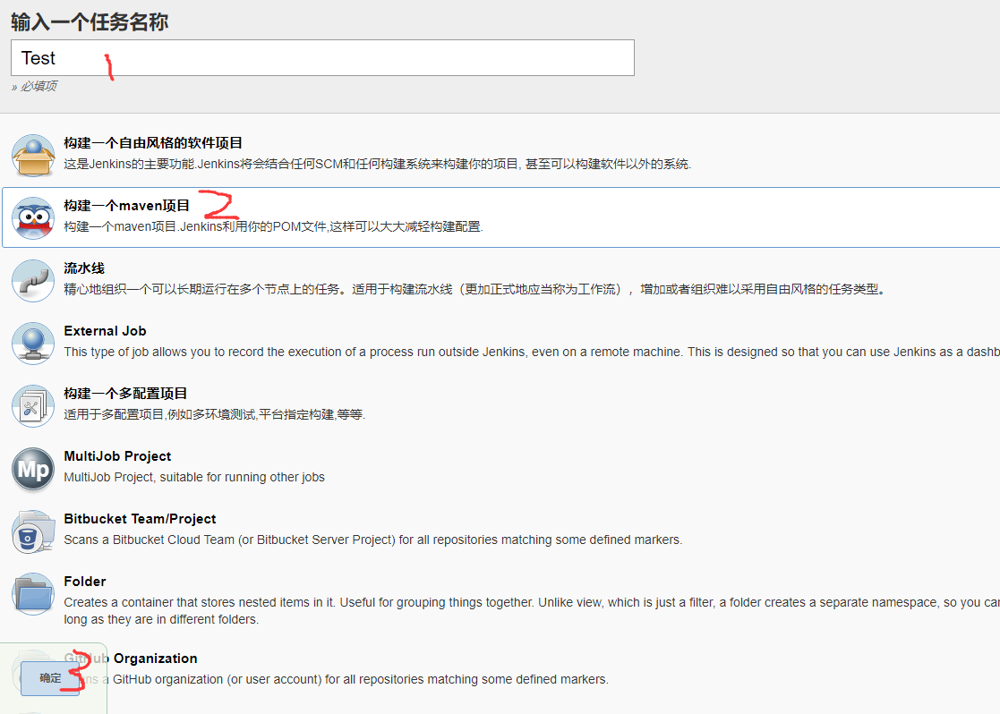 输入一个任务名称
Test
1
» 必填项
构建一个自由风格的软件项目
这是Jenkins的主要功能.Jenkins将会结合任何SCM和任何构建系统来构建你的项目, 甚至可以构建软件以外的系统.
构建一个maven项目
2
构建一个maven项目.Jenkins利用你的POM文件,这样可以大大减轻构建配置.
流水线
精心地组织一个可以长期运行在多个节点上的任务。适用于构建流水线（更加正式地应当称为工作流），增加或者组织难以采用自由风格的任务类型。
External Job
This type of job allows you to record the execution of a process run outside Jenkins, even on a remote machine. This is designed so that you can use Jenkins as a dashb
构建一个多配置项目
适用于多配置项目,例如多环境测试,平台指定构建,等等.
Mp
MultiJob Project
MultiJob Project, suitable for running other jobs
Bitbucket Team/Project
Scans a Bitbucket Cloud Team (or Bitbucket Server Project) for all repositories matching some defined markers.
Folder
Creates a container that stores nested items in it. Useful for grouping things together. Unlike view, which is just a filter, a folder creates a separate namespace, so you car
long as they are in different folders.
GitHub Organization
确定
3
a GitHub organization (or user account) for all repositories matching some defined markers.